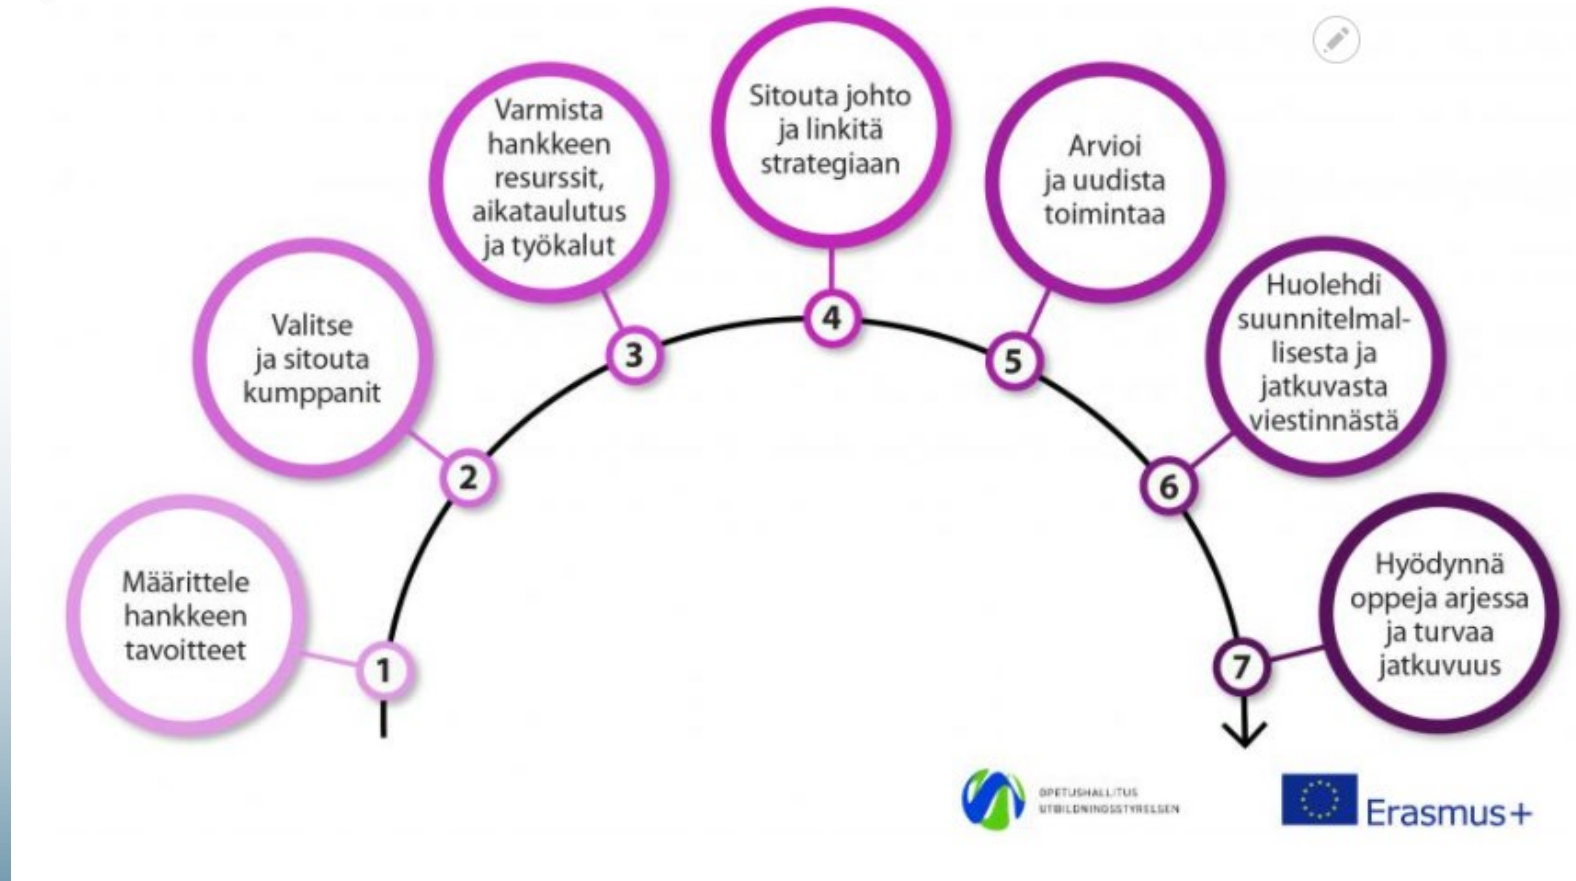 Määrittele
hankkeen
tavoitteet
1
Valitse
ja sitouta
kumppanit
2
Varmista
hankkeen
resurssit,
aikataulutus
ja työkalut
3
Sitouta johto
ja linkitä
strategiaan
4
Arvioi
ja uudista
toimintaa
5
Huolehdi
suunnitelmal-
lisesta ja
jatkuvasta
viestinnästä
6
Hyödynnä
oppeja arjessa
ja turvaa
jatkuvuus
7
OPETUSHALLITUS
UTBILDNINGSSTYRELSEN
Erasmus+